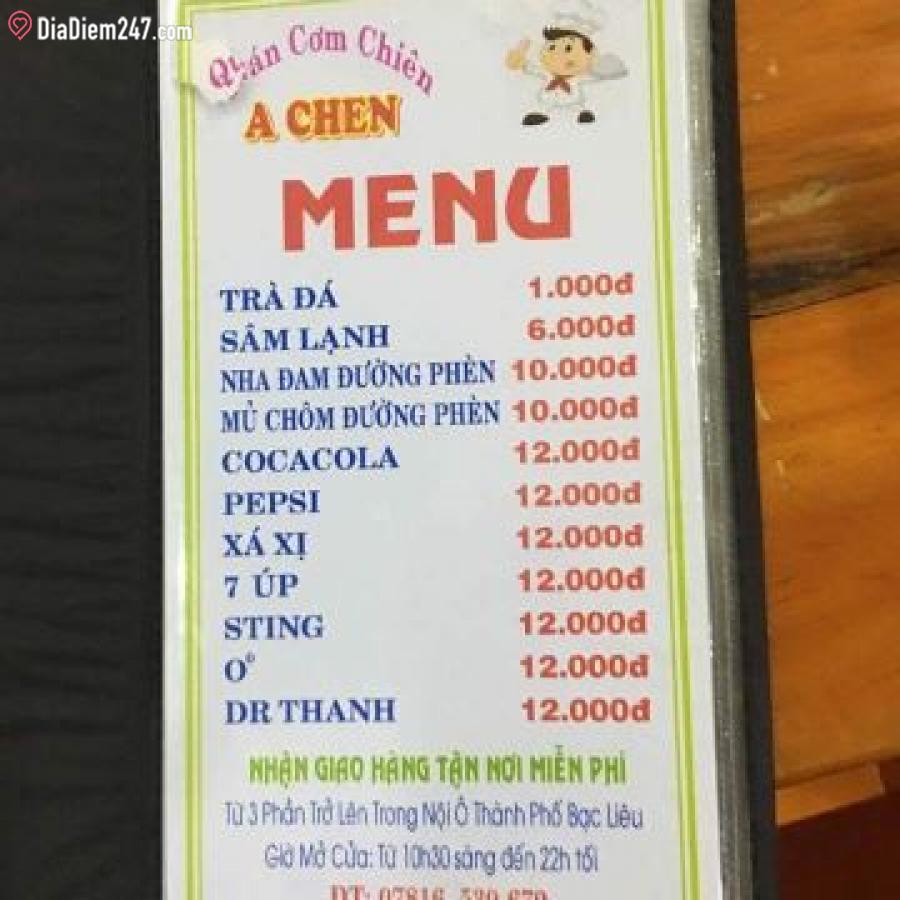 DiaDiem247.com
Quán Cơm Chiên
A CHEN
MENU
TRÀ ĐÁ 1.000đ
SÂM LẠNH 6.000đ
NHA ĐAM ĐƯỜNG PHÈN 10.000đ
MỦ CHÔM ĐƯỜNG PHÈN 10.000đ
COCACOLA 12.000đ
PEPSI 12.000đ
XÁ XỊ 12.000đ
7 ÚP 12.000đ
STING 12.000đ
O° 12.000đ
DR THANH 12.000đ
NHẬN GIAO HÀNG TẬN NƠI MIỄN PHÍ
Từ 3 Phần Trở Lên Trong Nội Ô Thành Phố Bạc Liêu
Giờ Mở Cửa: Từ 10h30 sáng đến 22h tối
ĐT: 07816 539 679